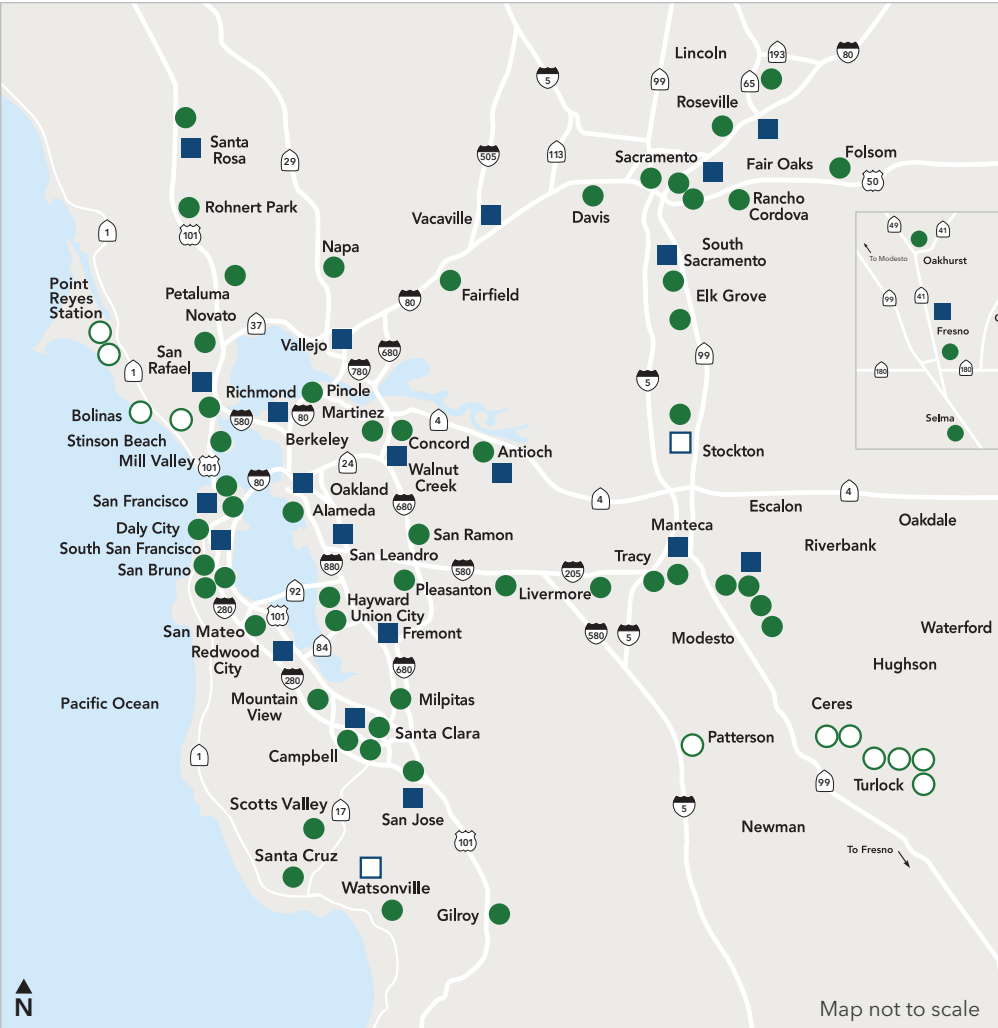 Lincoln
193
80
5
99
65
Roseville
Santa
Rosa
29
505
113
Sacramento
Fair Oaks
Folsom
50
Rancho
Cordova
Rohnert Park
101
1
Vacaville
Davis
49
41
To Modesto
Oakhurst
Napa
South
Sacramento
Point
Reyes
Station
Petaluma
Novato
Fairfield
80
Elk Grove
99
41
Fresno
37
Vallejo
680
780
99
San
Rafael
1
5
180
180
Richmond
Pinole
Bolinas
580
80
Martinez
4
Selma
Stinson Beach
Berkeley
Concord
Antioch
Stockton
Mill Valley
101
24
Walnut
Creek
80
San Francisco
Oakland
Alameda
680
4
4
Escalon
Oakdale
Daly City
South San Francisco
San Ramon
Manteca
Riverbank
San Leandro
San Bruno
880
580
205
Tracy
Pleasanton
Livermore
92
Hayward
280
101
Union City
San Mateo
Fremont
580
5
Modesto
Waterford
Redwood
City
84
680
Hughson
280
Pacific Ocean
Mountain
View
Milpitas
Ceres
Santa Clara
Patterson
Campbell
1
99
Turlock
Scotts Valley
17
San Jose
5
Newman
101
To Fresno
Santa Cruz
Watsonville
Gilroy
N
Map not to scale